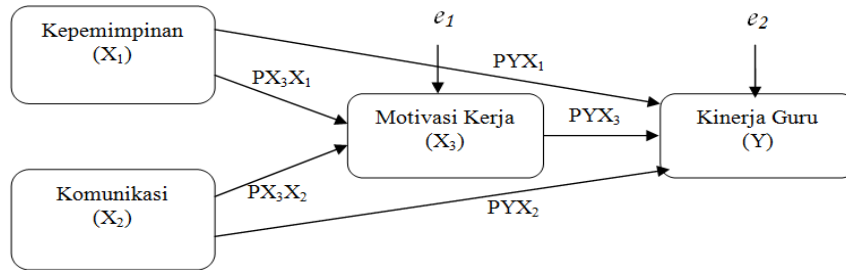 e₁
e₂
Kepemimpinan
(X₁)
PYX₁
PX₃X₁
Motivasi Kerja
(X₃)
PYX₃
Kinerja Guru
(Y)
Komunikasi
(X₂)
PX₃X₂
PYX₂